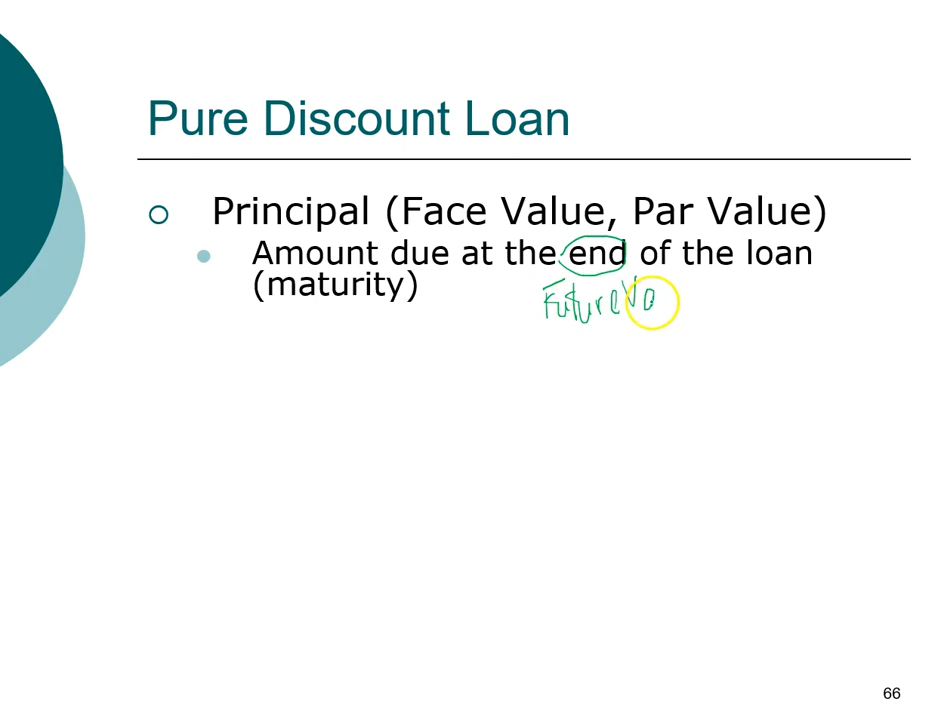 Pure Discount Loan
Principal (Face Value, Par Value)
Amount due at the end of the loan
(maturity)
Future Va
66